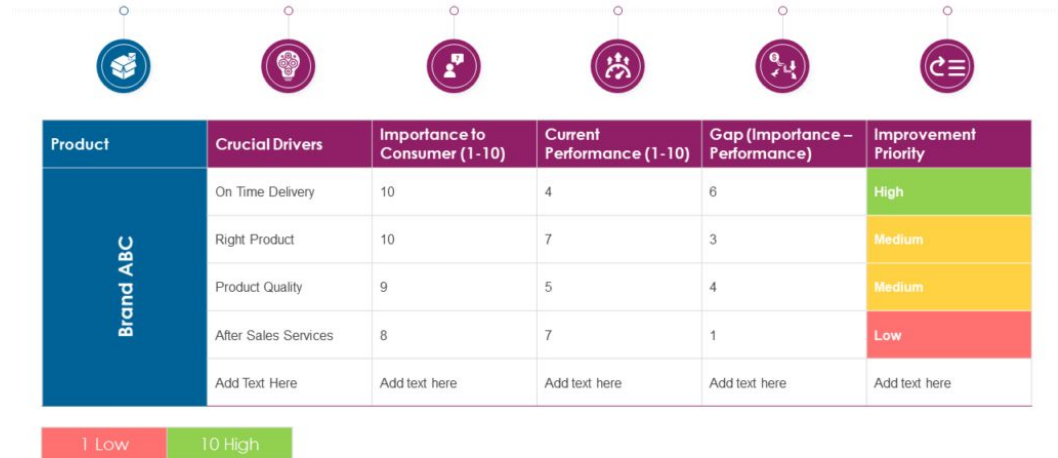 Product
Crucial Drivers
Importance to
Consumer (1-10)
Current
Performance (1-10)
Gap (Importance –
Performance)
Improvement
Priority
Brand ABC
On Time Delivery
10
4
6
High
Right Product
10
7
3
Medium
Product Quality
9
5
4
Medium
After Sales Services
8
7
1
Low
Add Text Here
Add text here
Add text here
Add text here
Add text here
1 Low
10 High